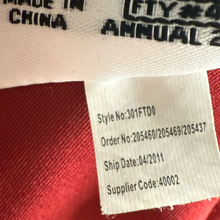 MADE IN
CHINA
FTY#
ANNUAL 2
Style No:301FTD0
Order No:205460/205469/205437
Ship Date:04/2011
Supplier Code:40002